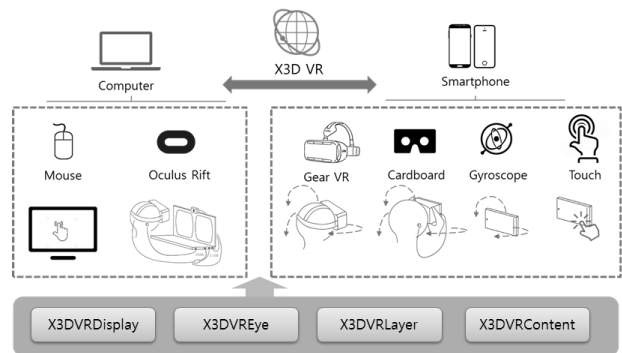 X3D VR
Computer
Smartphone
Mouse
Oculus Rift
Gear VR
Cardboard
Gyroscope
Touch
X3DVRDisplay
X3DVREye
X3DVRLayer
X3DVRContent